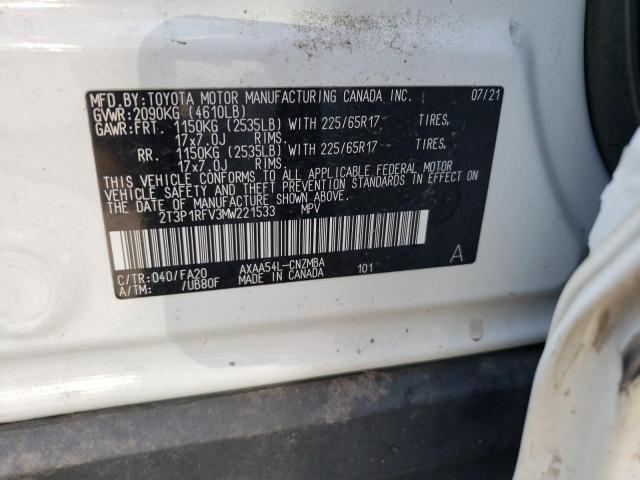 MFD.BY:TOYOTA MOTOR MANUFACTURING CANADA INC. 07/21
GVWR:2090KG (4610LB)
GAWR:FRT. 1150KG (2535LB) WITH 225/65R17 TIRES,
17x7.0J RIMS
RR. 1150KG (2535LB) WITH 225/65R17 TIRES,
17x7.0J RIMS
THIS VEHICLE CONFORMS TO ALL APPLICABLE FEDERAL MOTOR
VEHICLE SAFETY AND THEFT PREVENTION STANDARDS IN EFFECT ON
THE DATE OF MANUFACTURE SHOWN ABOVE.
2T3P1RFV3MW221533 MPV
C/TR:040/FA20 AXAA54L-CNZMBA 101 A
A/TM: /UB80F MADE IN CANADA